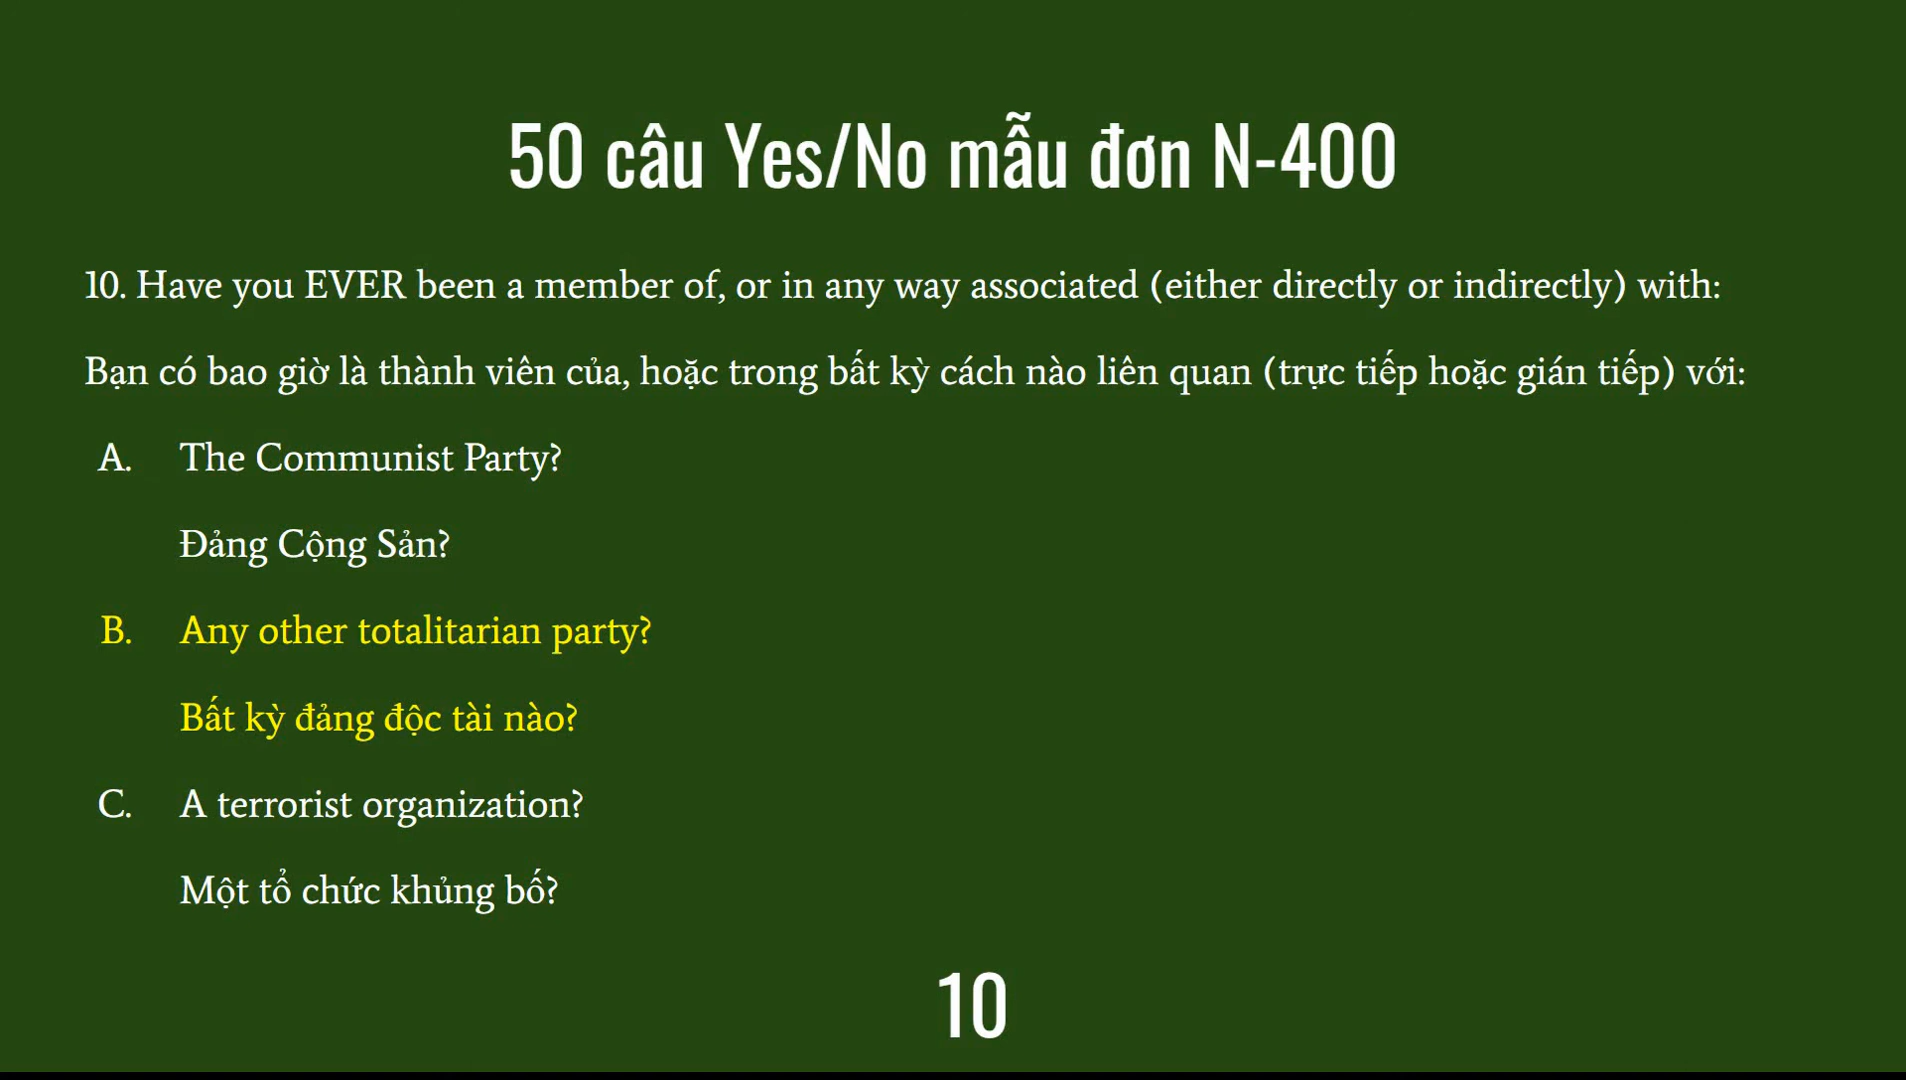 50 câu Yes/No mẫu đơn N-400
10. Have you EVER been a member of, or in any way associated (either directly or indirectly) with:
Bạn có bao giờ là thành viên của, hoặc trong bất kỳ cách nào liên quan (trực tiếp hoặc gián tiếp) với:
A. The Communist Party?
Đảng Cộng Sản?
B. Any other totalitarian party?
Bất kỳ đảng độc tài nào?
C. A terrorist organization?
Một tổ chức khủng bố?
10